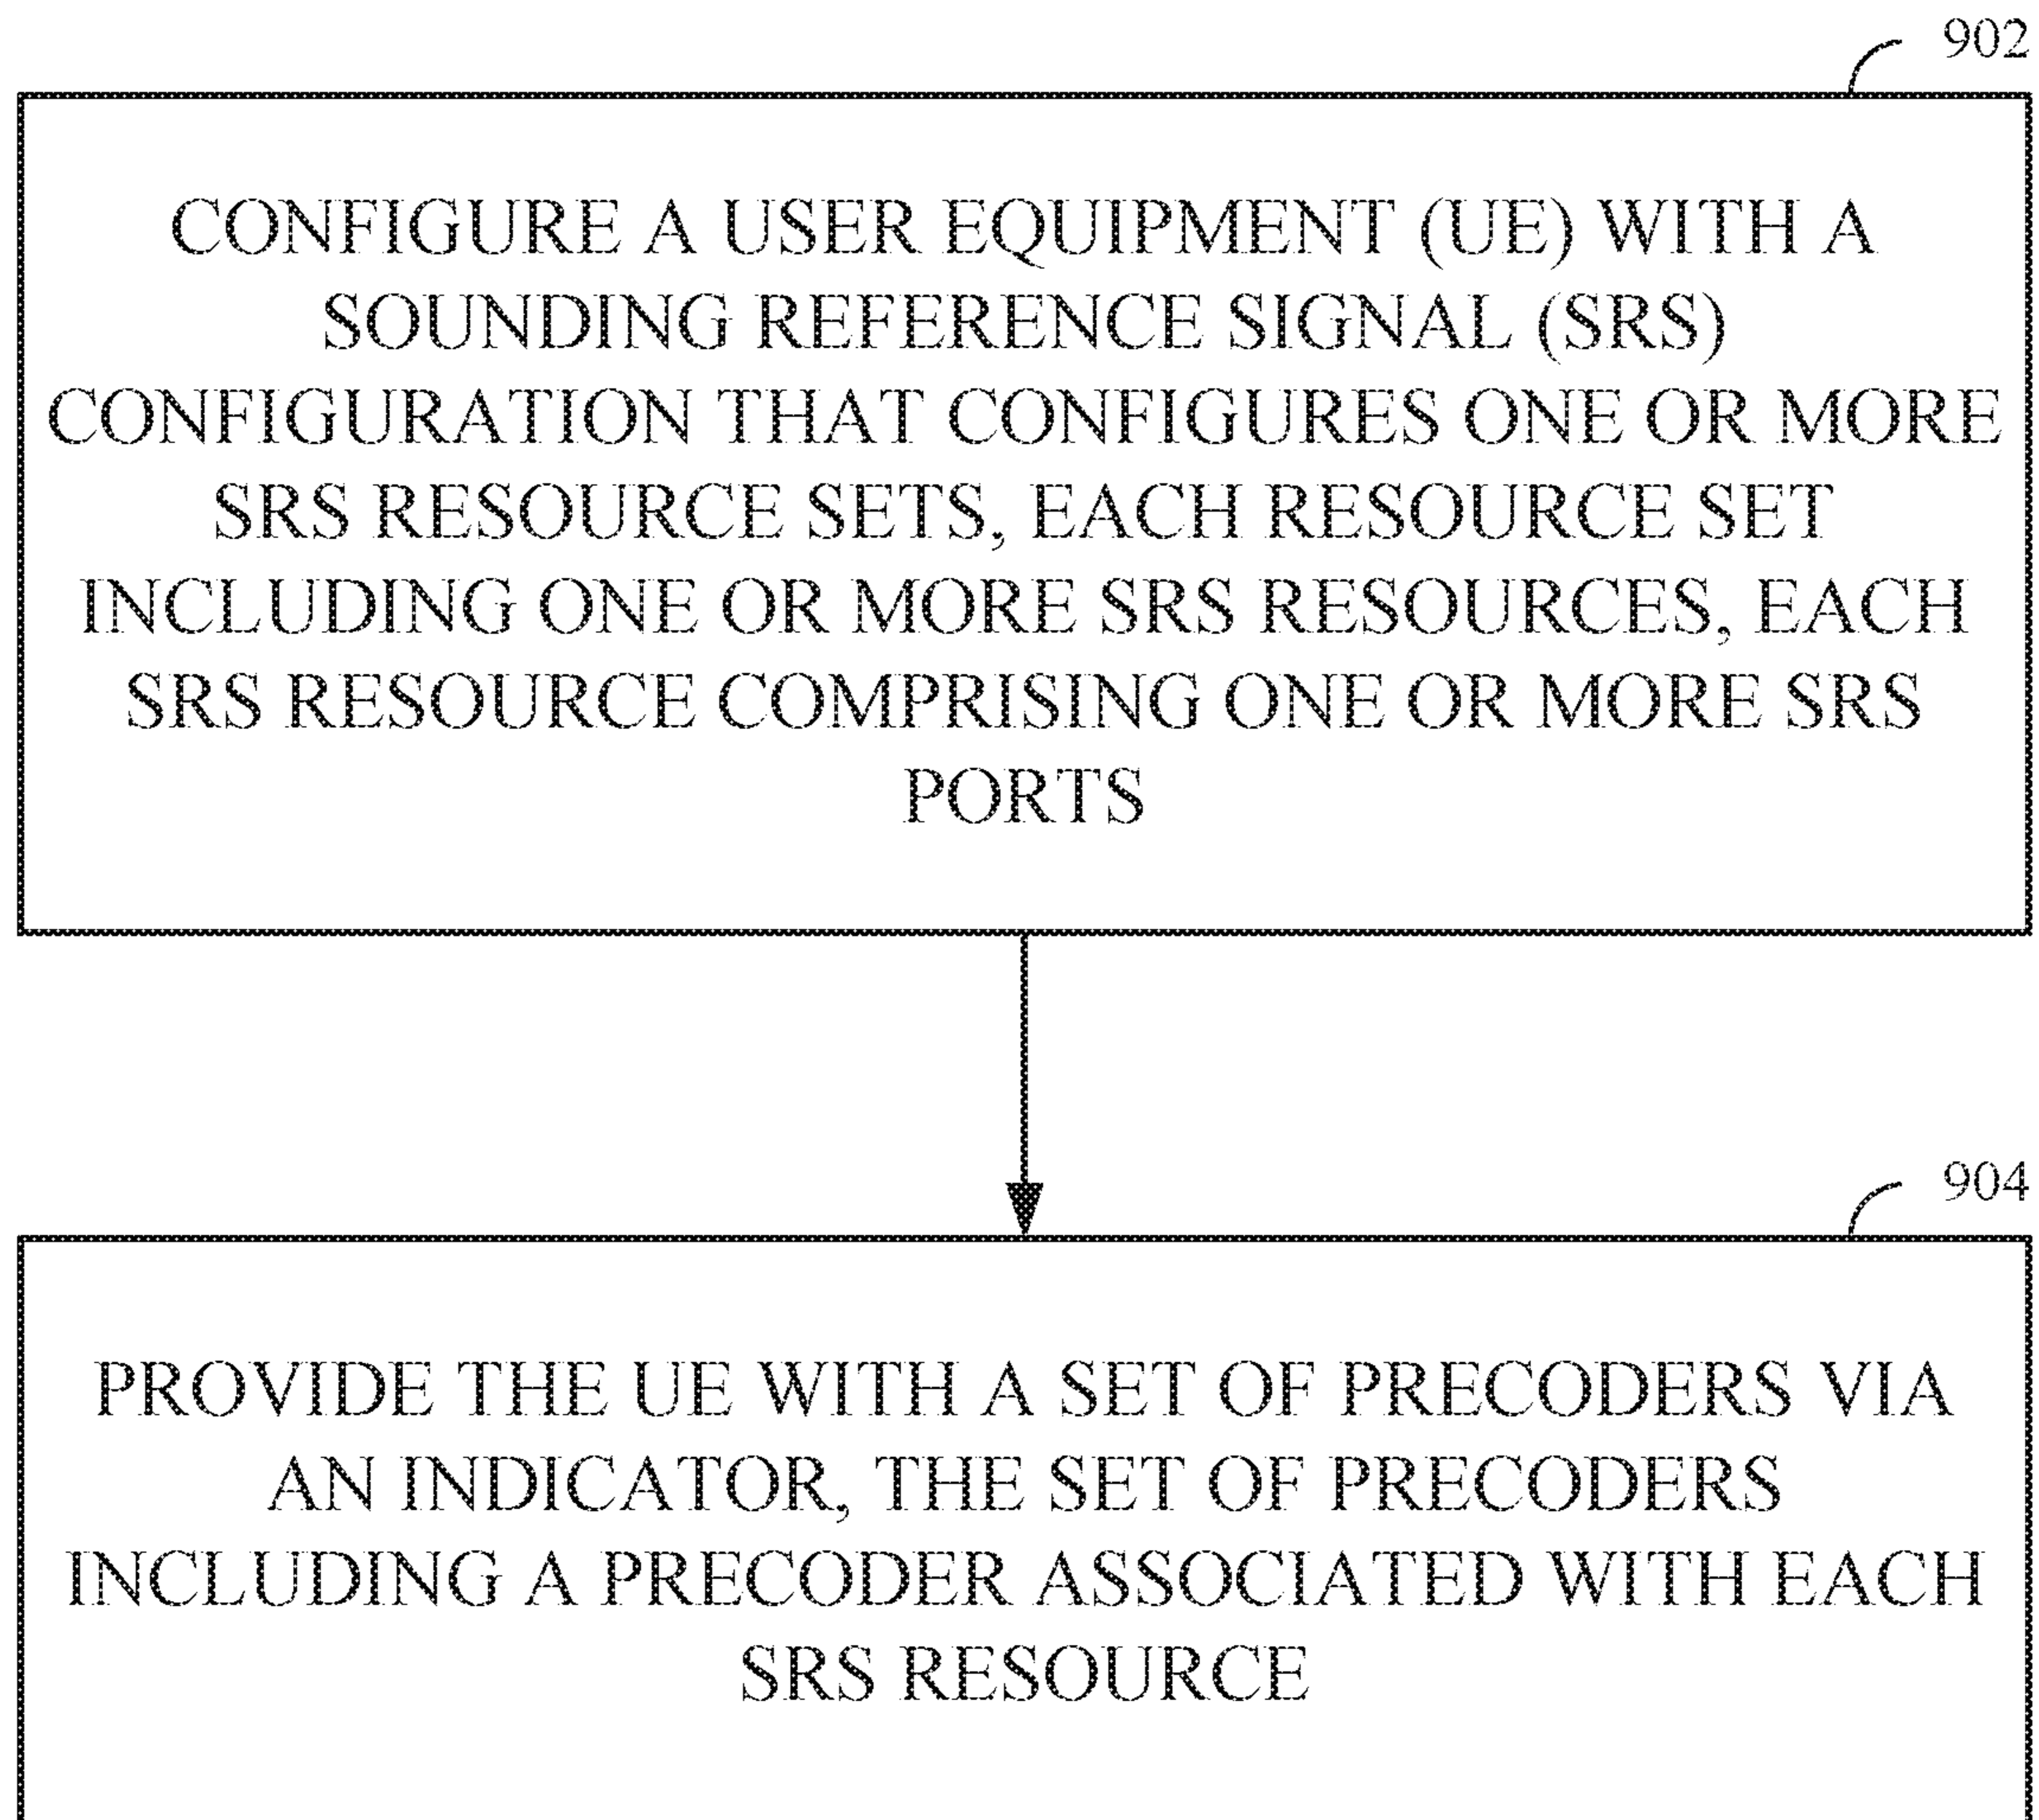 902
CONFIGURE A USER EQUIPMENT (UE) WITH A
SOUNDING REFERENCE SIGNAL (SRS)
CONFIGURATION THAT CONFIGURES ONE OR MORE
SRS RESOURCE SETS, EACH RESOURCE SET
INCLUDING ONE OR MORE SRS RESOURCES, EACH
SRS RESOURCE COMPRISING ONE OR MORE SRS
PORTS
904
PROVIDE THE UE WITH A SET OF PRECODERS VIA
AN INDICATOR, THE SET OF PRECODERS
INCLUDING A PRECODER ASSOCIATED WITH EACH
SRS RESOURCE